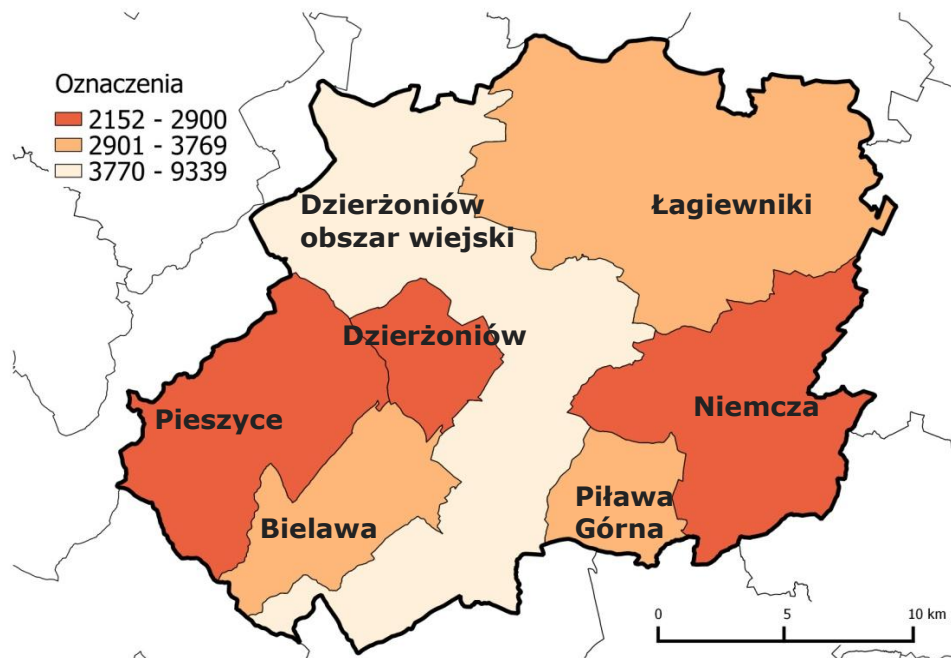 Oznaczenia
2152 - 2900
2901 - 3769
3770 - 9339
Dzierżoniów
obszar wiejski
Łagiewniki
Dzierżoniów
Pieszyce
Niemcza
Bielawa
Piława
Górna
0 5 10 km